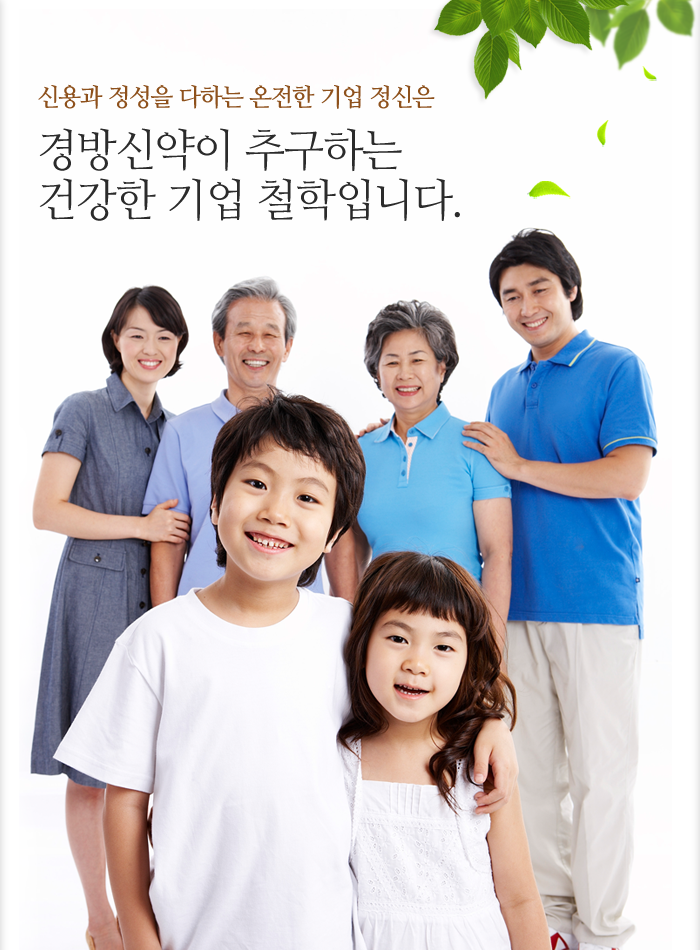 신용과 정성을 다하는 온전한 기업 정신은
경방신약이 추구하는
건강한 기업 철학입니다.